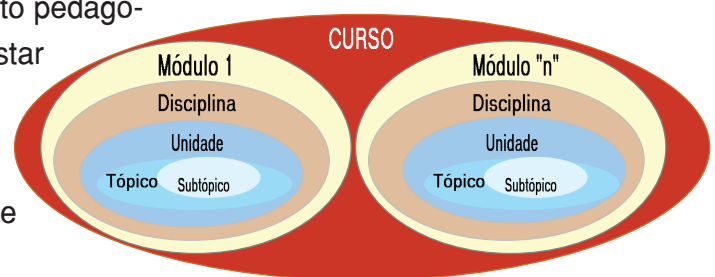 to pedago-
star
e
CURSO
Módulo 1
Disciplina
Unidade
Tópico Subtópico
Módulo "n"
Disciplina
Unidade
Tópico Subtópico